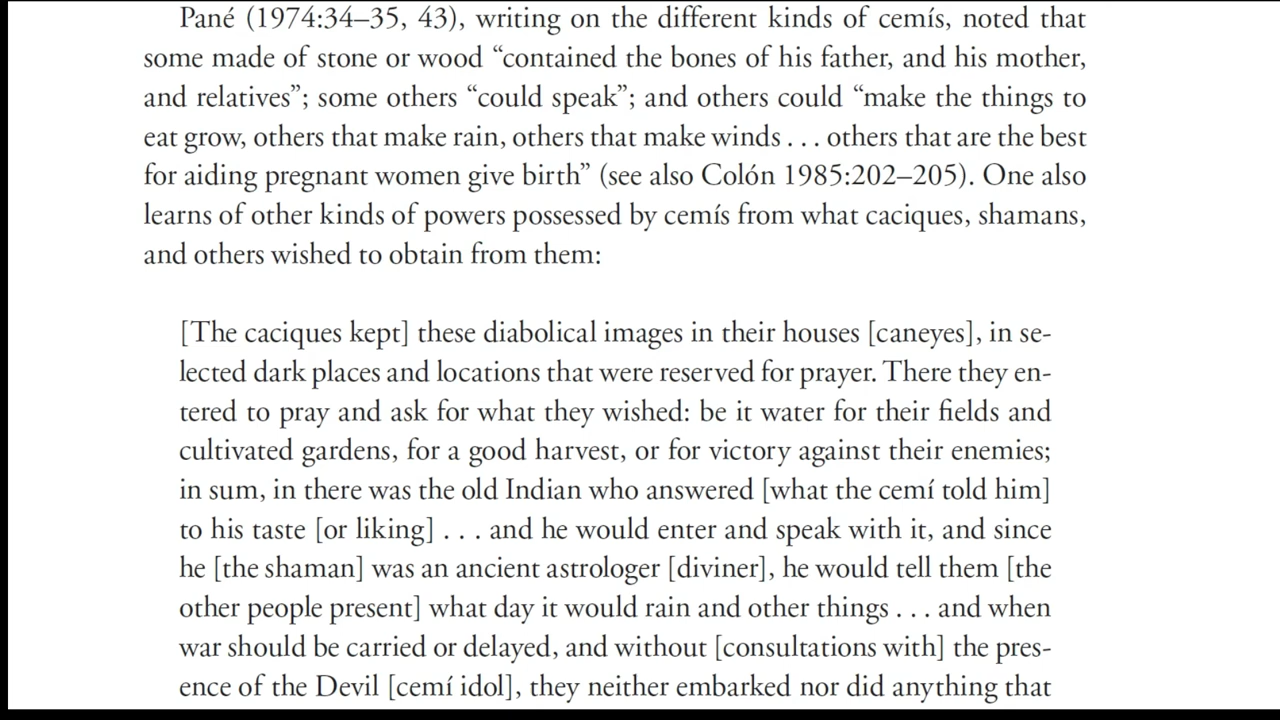 Pané (1974:34–35, 43), writing on the different kinds of cemís, noted that
some made of stone or wood “contained the bones of his father, and his mother,
and relatives”; some others “could speak”; and others could “make the things to
eat grow, others that make rain, others that make winds . . . others that are the best
for aiding pregnant women give birth” (see also Colón 1985:202–205). One also
learns of other kinds of powers possessed by cemís from what caciques, shamans,
and others wished to obtain from them:
[The caciques kept] these diabolical images in their houses [caneyes], in se-
lected dark places and locations that were reserved for prayer. There they en-
tered to pray and ask for what they wished: be it water for their fields and
cultivated gardens, for a good harvest, or for victory against their enemies;
in sum, in there was the old Indian who answered [what the cemí told him]
to his taste [or liking] . . . and he would enter and speak with it, and since
he [the shaman] was an ancient astrologer [diviner], he would tell them [the
other people present] what day it would rain and other things . . . and when
war should be carried or delayed, and without [consultations with] the pres-
ence of the Devil [cemí idol], they neither embarked nor did anything that